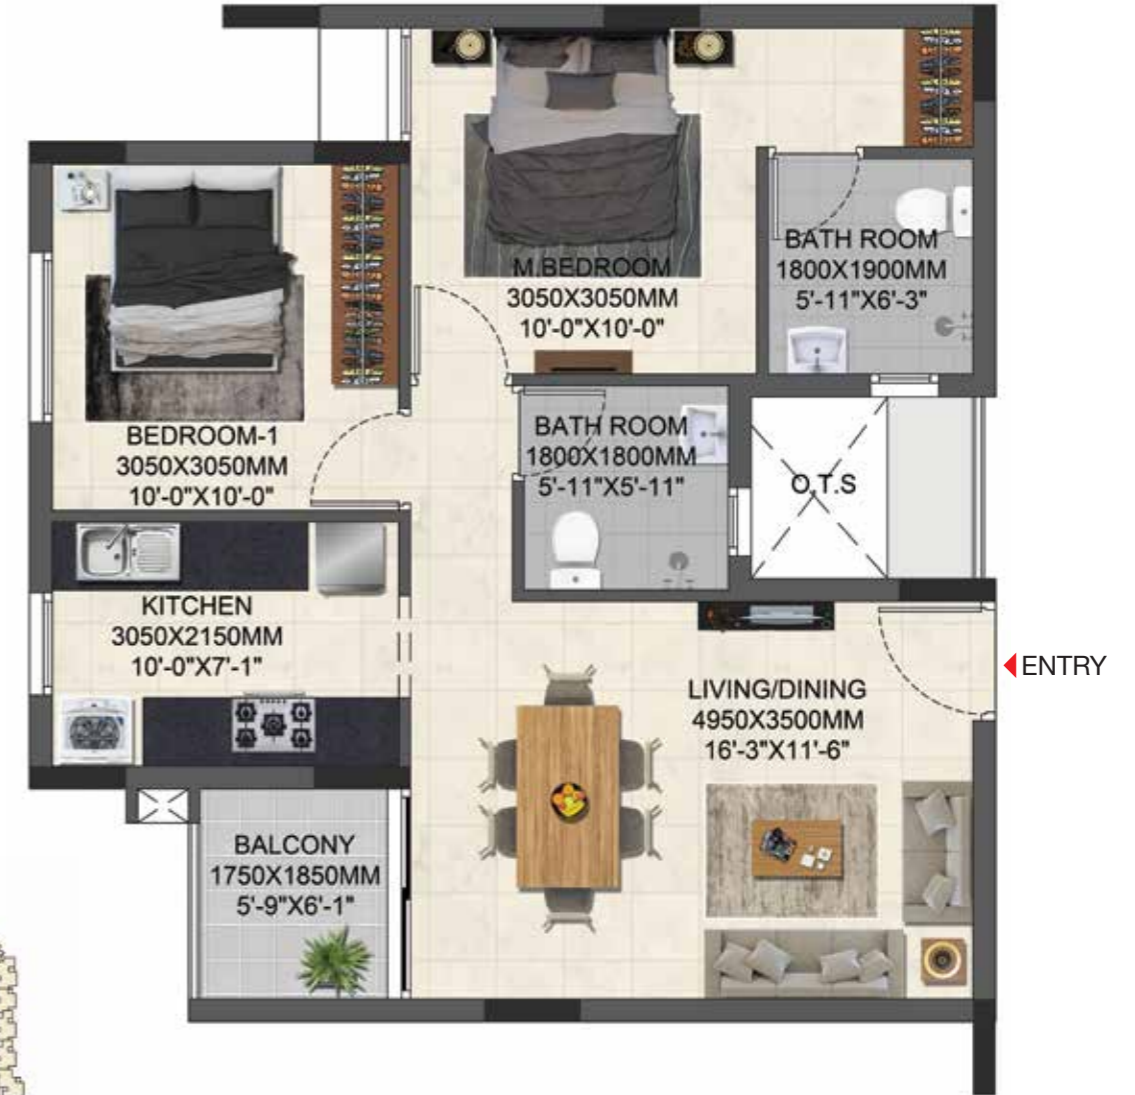 M.BEDROOM
3050X3050MM
10'-0"X10'-0"
BATH ROOM
1800X1900MM
5'-11"X6'-3"
BEDROOM-1
3050X3050MM
10'-0"X10'-0"
BATH ROOM
1800X1800MM
5'-11"X5'-11"
O.T.S
KITCHEN
3050X2150MM
10'-0"X7'-1"
ENTRY
LIVING/DINING
4950X3500MM
16'-3"X11'-6"
BALCONY
1750X1850MM
5'-9"X6'-1"